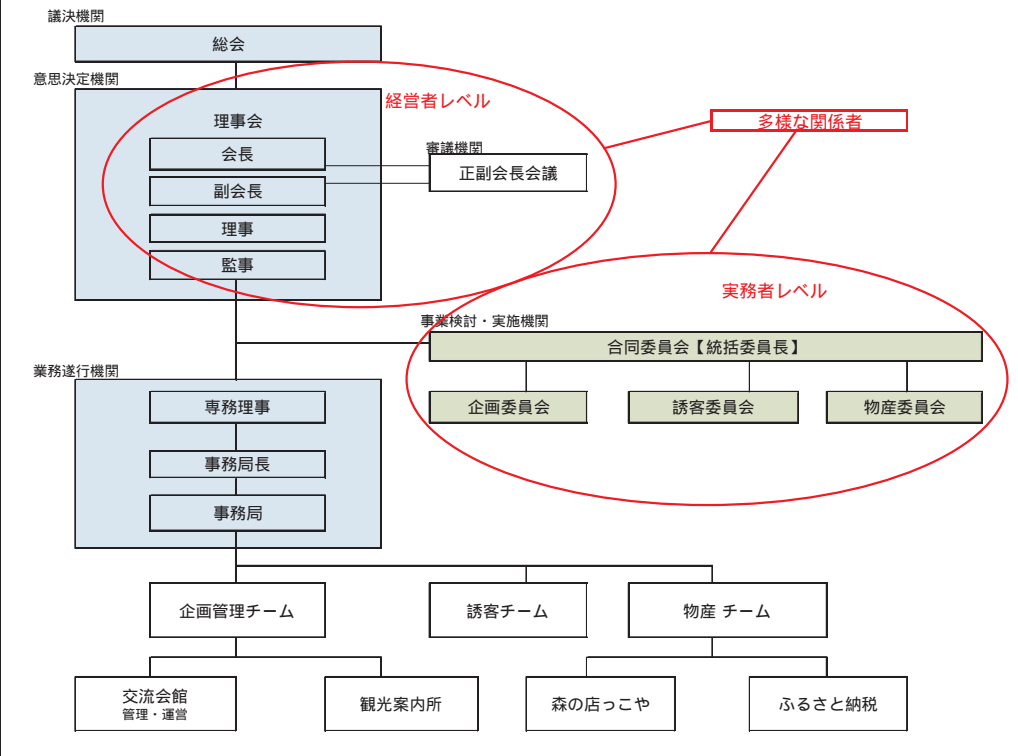 議決機関
総会
意思決定機関
経営者レベル
理事会
多様な関係者
会長
審議機関
正副会長会議
副会長
理事
監事
実務者レベル
事業検討・実施機関
合同委員会【統括委員長】
業務遂行機関
専務理事
企画委員会
誘客委員会
物産委員会
事務局長
事務局
企画管理チーム
誘客チーム
物産 チーム
交流会館
管理・運営
観光案内所
森の店っこや
ふるさと納税